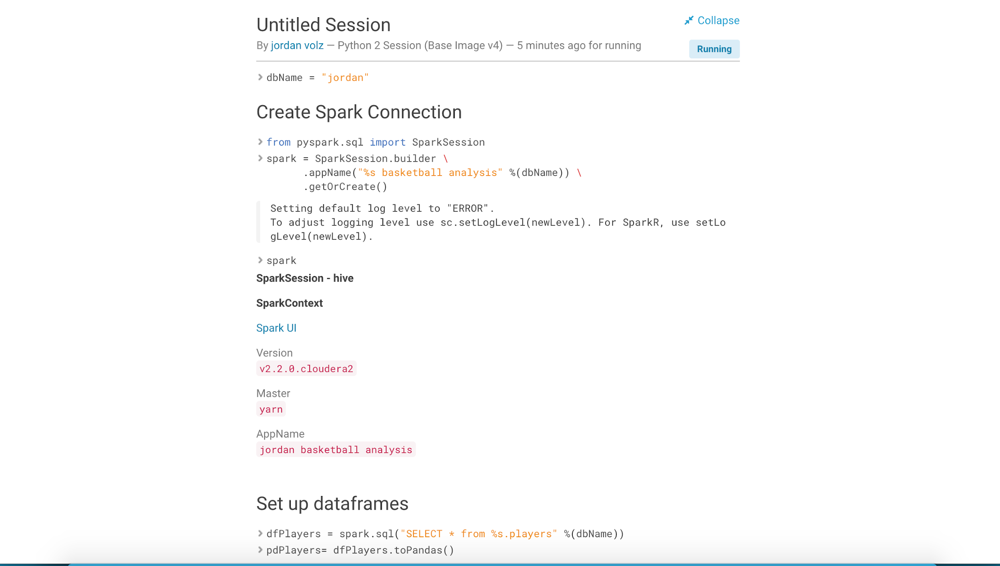 Untitled Session
Collapse
By jordan volz — Python 2 Session (Base Image v4) — 5 minutes ago for running
Running
dbName = "jordan"
Create Spark Connection
from pyspark.sql import SparkSession
spark = SparkSession.builder \
.appName("%s basketball analysis" %(dbName)) \
.getOrCreate()
Setting default log level to "ERROR".
To adjust logging level use sc.setLogLevel(newLevel). For SparkR, use setLo
gLevel(newLevel).
spark
SparkSession - hive
SparkContext
Spark UI
Version
v2.2.0.cloudera2
Master
yarn
AppName
jordan basketball analysis
Set up dataframes
dfPlayers = spark.sql("SELECT * from %s.players" %(dbName))
pdPlayers= dfPlayers.toPandas()